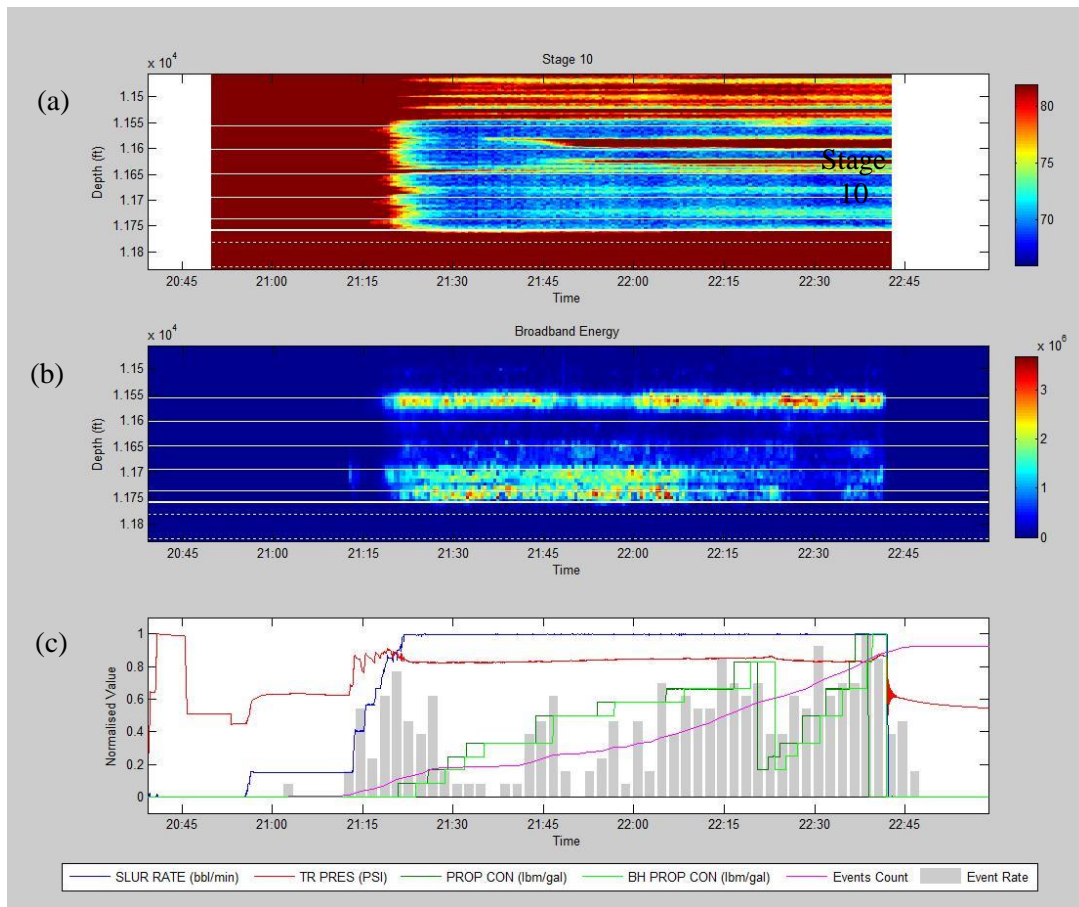 Stage 10
x 10⁴
(a)
1.15
1.155
1.16
1.165
1.17
1.175
1.18
Depth (ft)
Stage
10
80
75
70
20:45 21:00 21:15 21:30 21:45 22:00 22:15 22:30 22:45
Time
Broadband Energy
x 10⁴
x 10⁶
(b)
1.15
1.155
1.16
1.165
1.17
1.175
1.18
Depth (ft)
3
2
1
0
20:45 21:00 21:15 21:30 21:45 22:00 22:15 22:30 22:45
Time
(c)
1
0.8
0.6
0.4
0.2
0
Normalised Value
20:45 21:00 21:15 21:30 21:45 22:00 22:15 22:30 22:45
Time
SLUR RATE (bbl/min) TR PRES (PSI) PROP CON (lbm/gal) BH PROP CON (lbm/gal) Events Count Event Rate